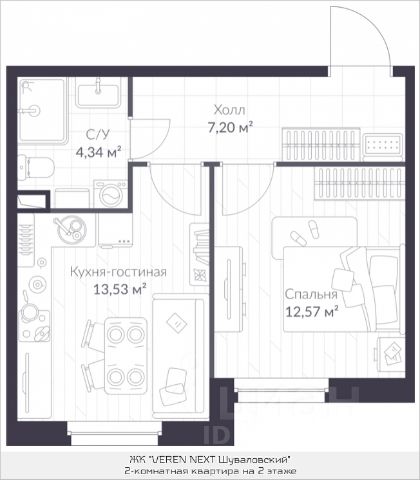 Холл
7,20 м²
С/У
4,34 м²
Кухня-гостиная
13,53 м²
Спальня
12,57 м²
ЖК "VEREN NEXT Шуваловский"
2-комнатная квартира на 2 этаже